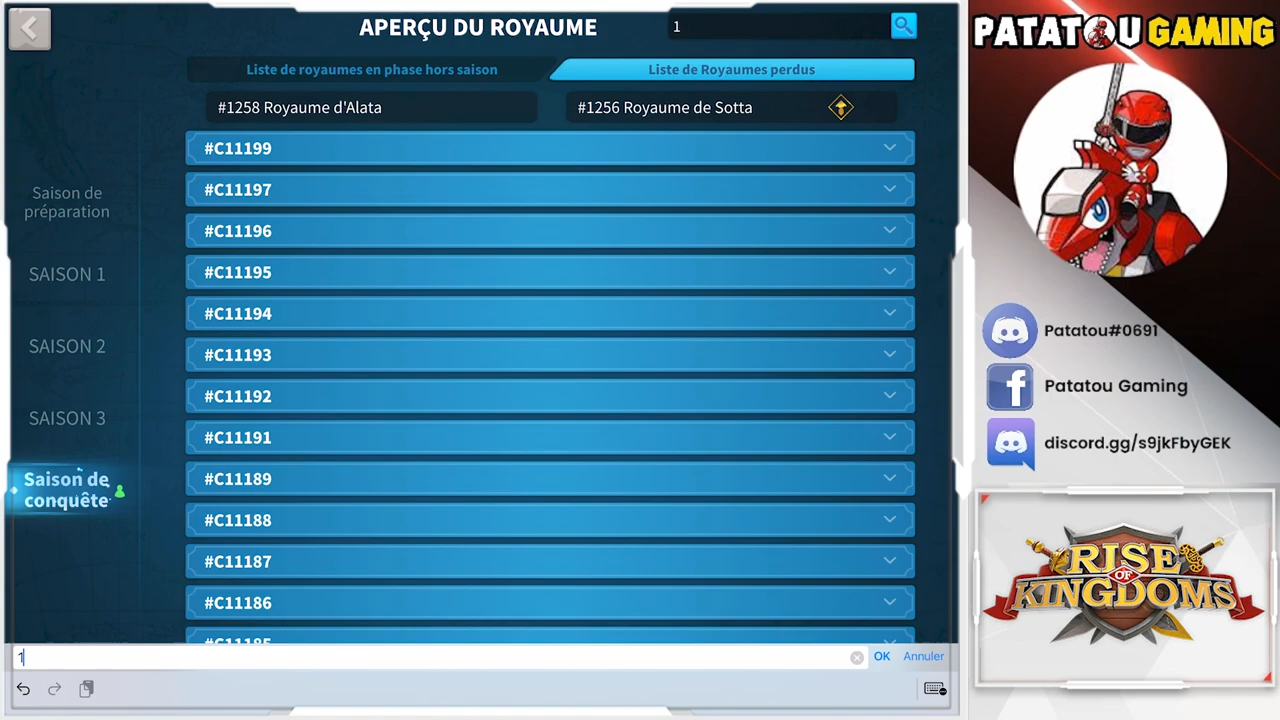 APERÇU DU ROYAUME
1
Liste de royaumes en phase hors saison
Liste de Royaumes perdus
#1258 Royaume d'Alata
#1256 Royaume de Sotta
Saison de
préparation
SAISON 1
SAISON 2
SAISON 3
Saison de
conquête
#C11199
#C11197
#C11196
#C11195
#C11194
#C11193
#C11192
#C11191
#C11189
#C11188
#C11187
#C11186
#C11185
1
OK
Annuler
PATATOU GAMING
Patatou#0691
Patatou Gaming
discord.gg/s9jkFbyGEK
RISE
OF
KINGDOMS